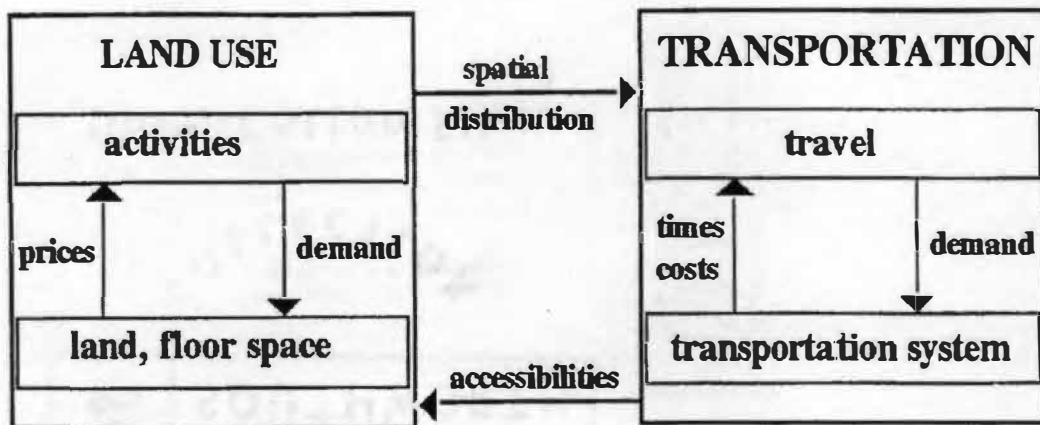 LAND USE
activities
prices
demand
land, floor space
spatial
distribution
accessibilities
TRANSPORTATION
travel
times
costs
demand
transportation system